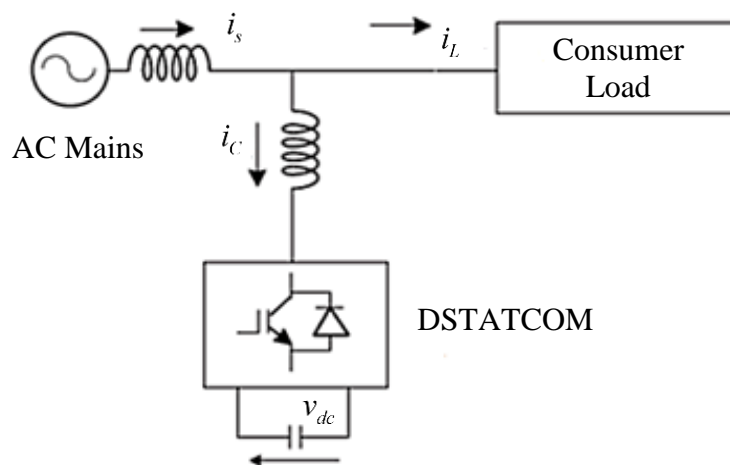 i_s
i_L
Consumer
Load
AC Mains
i_C
DSTATCOM
v_dc